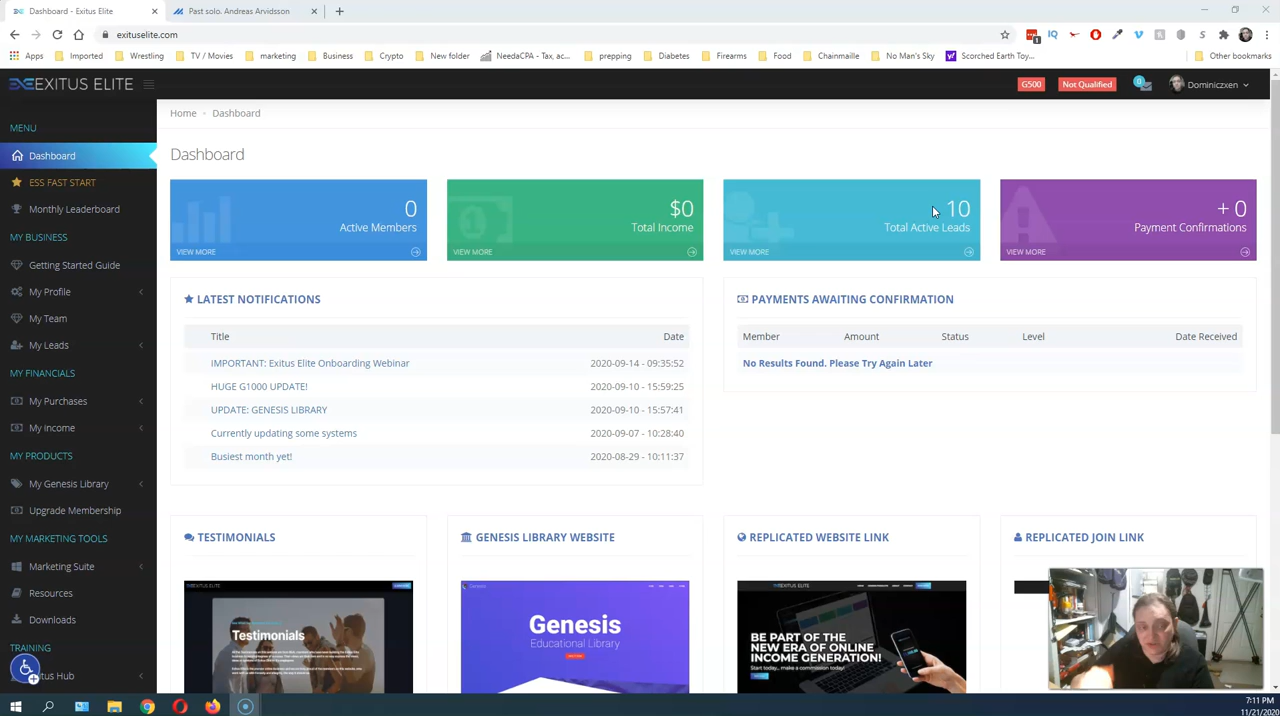 Dashboard - Exitus Elite
Past solo. Andreas Arvidsson
exituselite.com
Apps
Imported
Wrestling
TV / Movies
marketing
Business
Crypto
New folder
NeedaCPA - Tax, ac...
prepping
Diabetes
Firearms
Food
Chainmaille
No Man's Sky
Scorched Earth Toy...
Other bookmarks
EXITUS ELITE
G500
Not Qualified
0
Dominiczxen
MENU
Dashboard
ESS FAST START
Monthly Leaderboard
MY BUSINESS
Getting Started Guide
My Profile
My Team
My Leads
MY FINANCIALS
My Purchases
My Income
MY PRODUCTS
My Genesis Library
Upgrade Membership
MY MARKETING TOOLS
Marketing Suite
Resources
Downloads
TRAINING
tus Hub
Home - Dashboard
Dashboard
0
Active Members
VIEW MORE
$0
Total Income
VIEW MORE
10
Total Active Leads
VIEW MORE
+ 0
Payment Confirmations
VIEW MORE
LATEST NOTIFICATIONS
Title Date
IMPORTANT: Exitus Elite Onboarding Webinar 2020-09-14 - 09:35:52
HUGE G1000 UPDATE! 2020-09-10 - 15:59:25
UPDATE: GENESIS LIBRARY 2020-09-10 - 15:57:41
Currently updating some systems 2020-09-07 - 10:28:40
Busiest month yet! 2020-08-29 - 10:11:37
PAYMENTS AWAITING CONFIRMATION
Member Amount Status Level Date Received
No Results Found. Please Try Again Later
TESTIMONIALS
Testimonials
GENESIS LIBRARY WEBSITE
Genesis
Genesis
Educational Library
REPLICATED WEBSITE LINK
BE PART OF THE
NEW ERA OF ONLINE
INCOME GENERATION!
Start today, make a commission today!
REPLICATED JOIN LINK
7:11 PM
11/21/2020